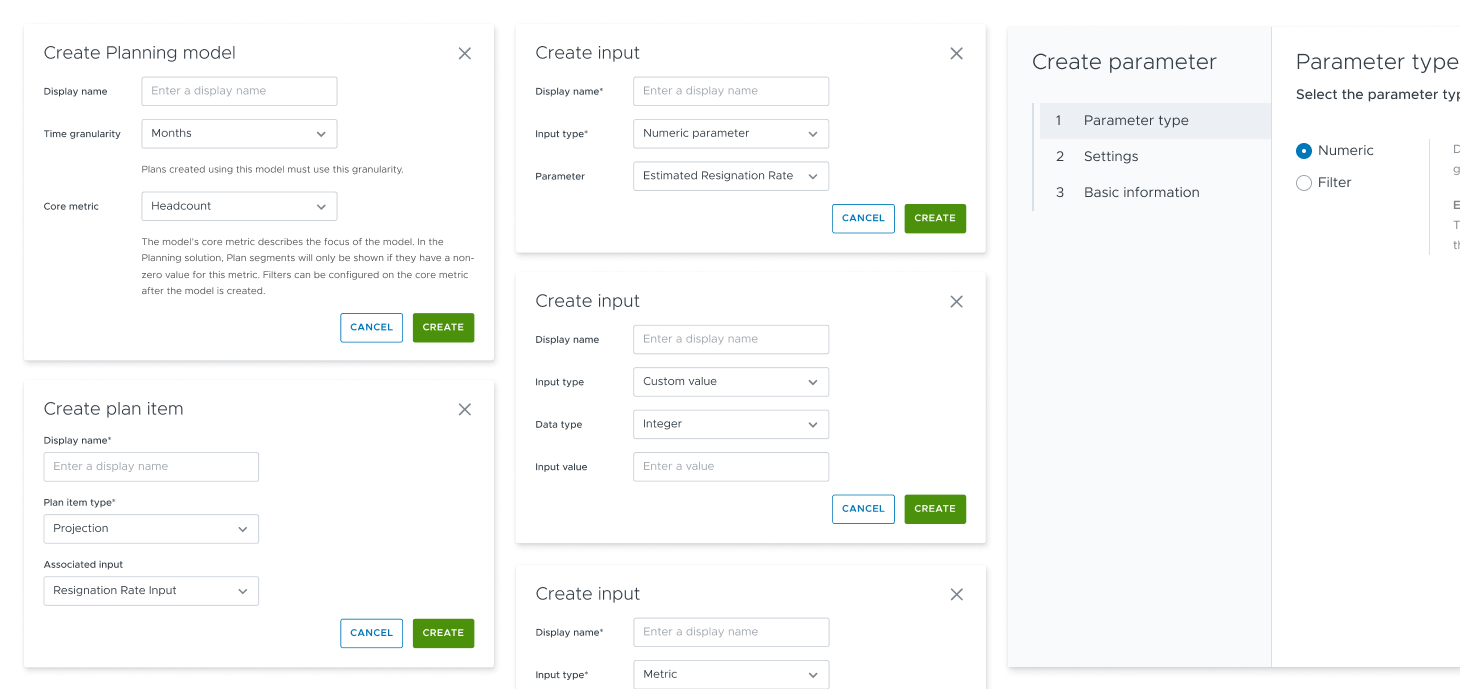 Create Planning model
Display name
Enter a display name
Time granularity
Months
Plans created using this model must use this granularity.
Core metric
Headcount
The model's core metric describes the focus of the model. In the
Planning solution, Plan segments will only be shown if they have a non-
zero value for this metric. Filters can be configured on the core metric
after the model is created.
CANCEL
CREATE
Create plan item
Display name*
Enter a display name
Plan item type*
Projection
Associated input
Resignation Rate Input
CANCEL
CREATE
Create input
Display name*
Enter a display name
Input type*
Numeric parameter
Parameter
Estimated Resignation Rate
CANCEL
CREATE
Create input
Display name
Enter a display name
Input type
Custom value
Data type
Integer
Input value
Enter a value
CANCEL
CREATE
Create input
Display name*
Enter a display name
Input type*
Metric
Create parameter
1 Parameter type
2 Settings
3 Basic information
Parameter type
Select the parameter
Numeric
Filter